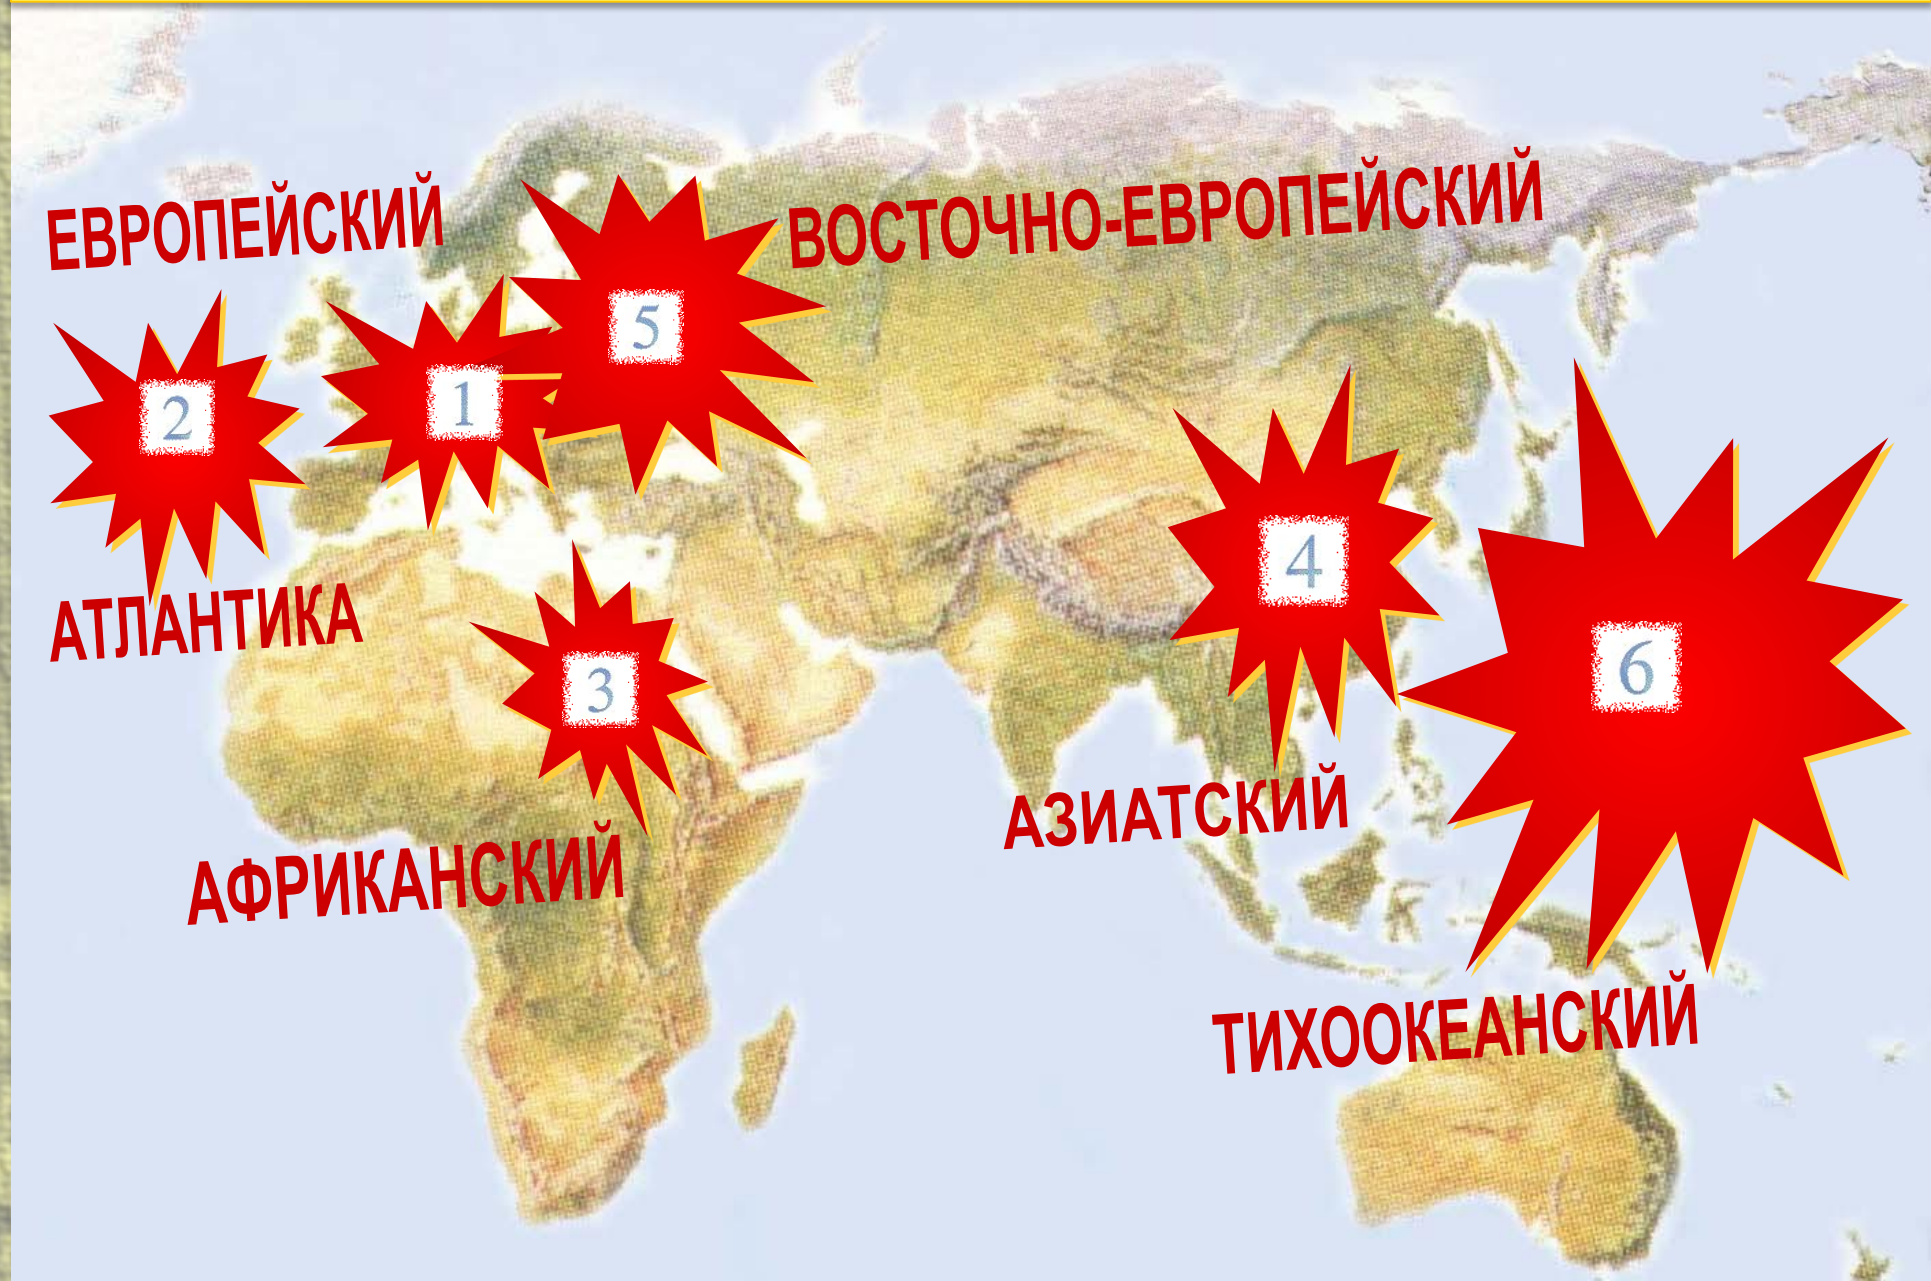 ЕВРОПЕЙСКИЙ
ВОСТОЧНО-ЕВРОПЕЙСКИЙ
5
1
2
4
АТЛАНТИКА
3
6
АЗИАТСКИЙ
АФРИКАНСКИЙ
ТИХООКЕАНСКИЙ